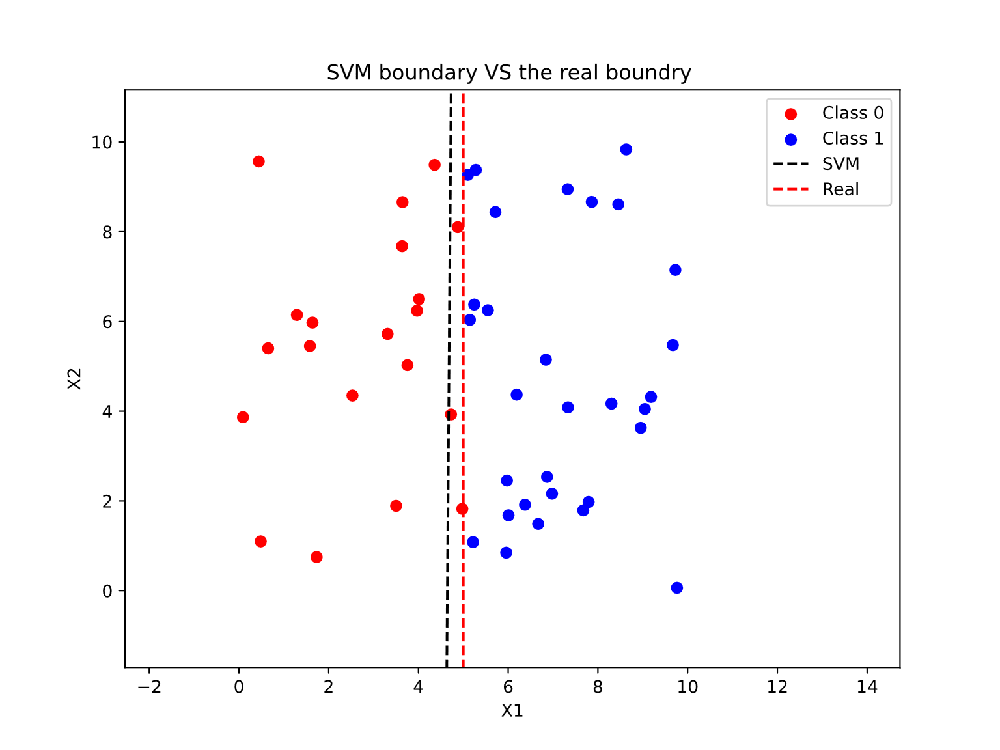 SVM boundary VS the real boundry
Class 0
Class 1
SVM
Real
10
8
6
4
2
0
X2
−2 0 2 4 6 8 10 12 14
X1